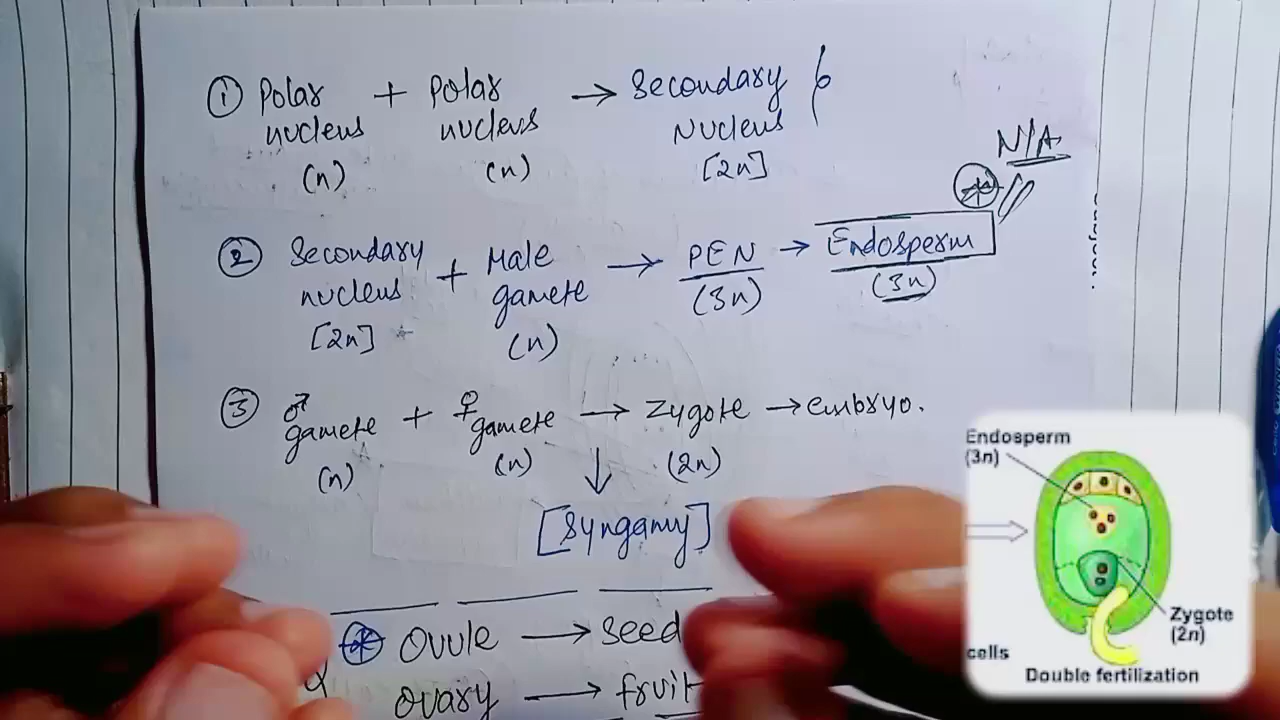 ① Polar + Polar → Secondary
nucleus nucleus Nucleus
(n) (n) [2n]
N/A
② Secondary + Male → PEN → Endosperm
nucleus gamete (3n) (3n)
[2n] (n)
③ ♂ gamete + ♀ gamete → Zygote → embryo.
(n) (n) (2n)
[Syngamy]
Ovule → seed
ovary → fruit
Endosperm
(3n)
Zygote
(2n)
cells
Double fertilization